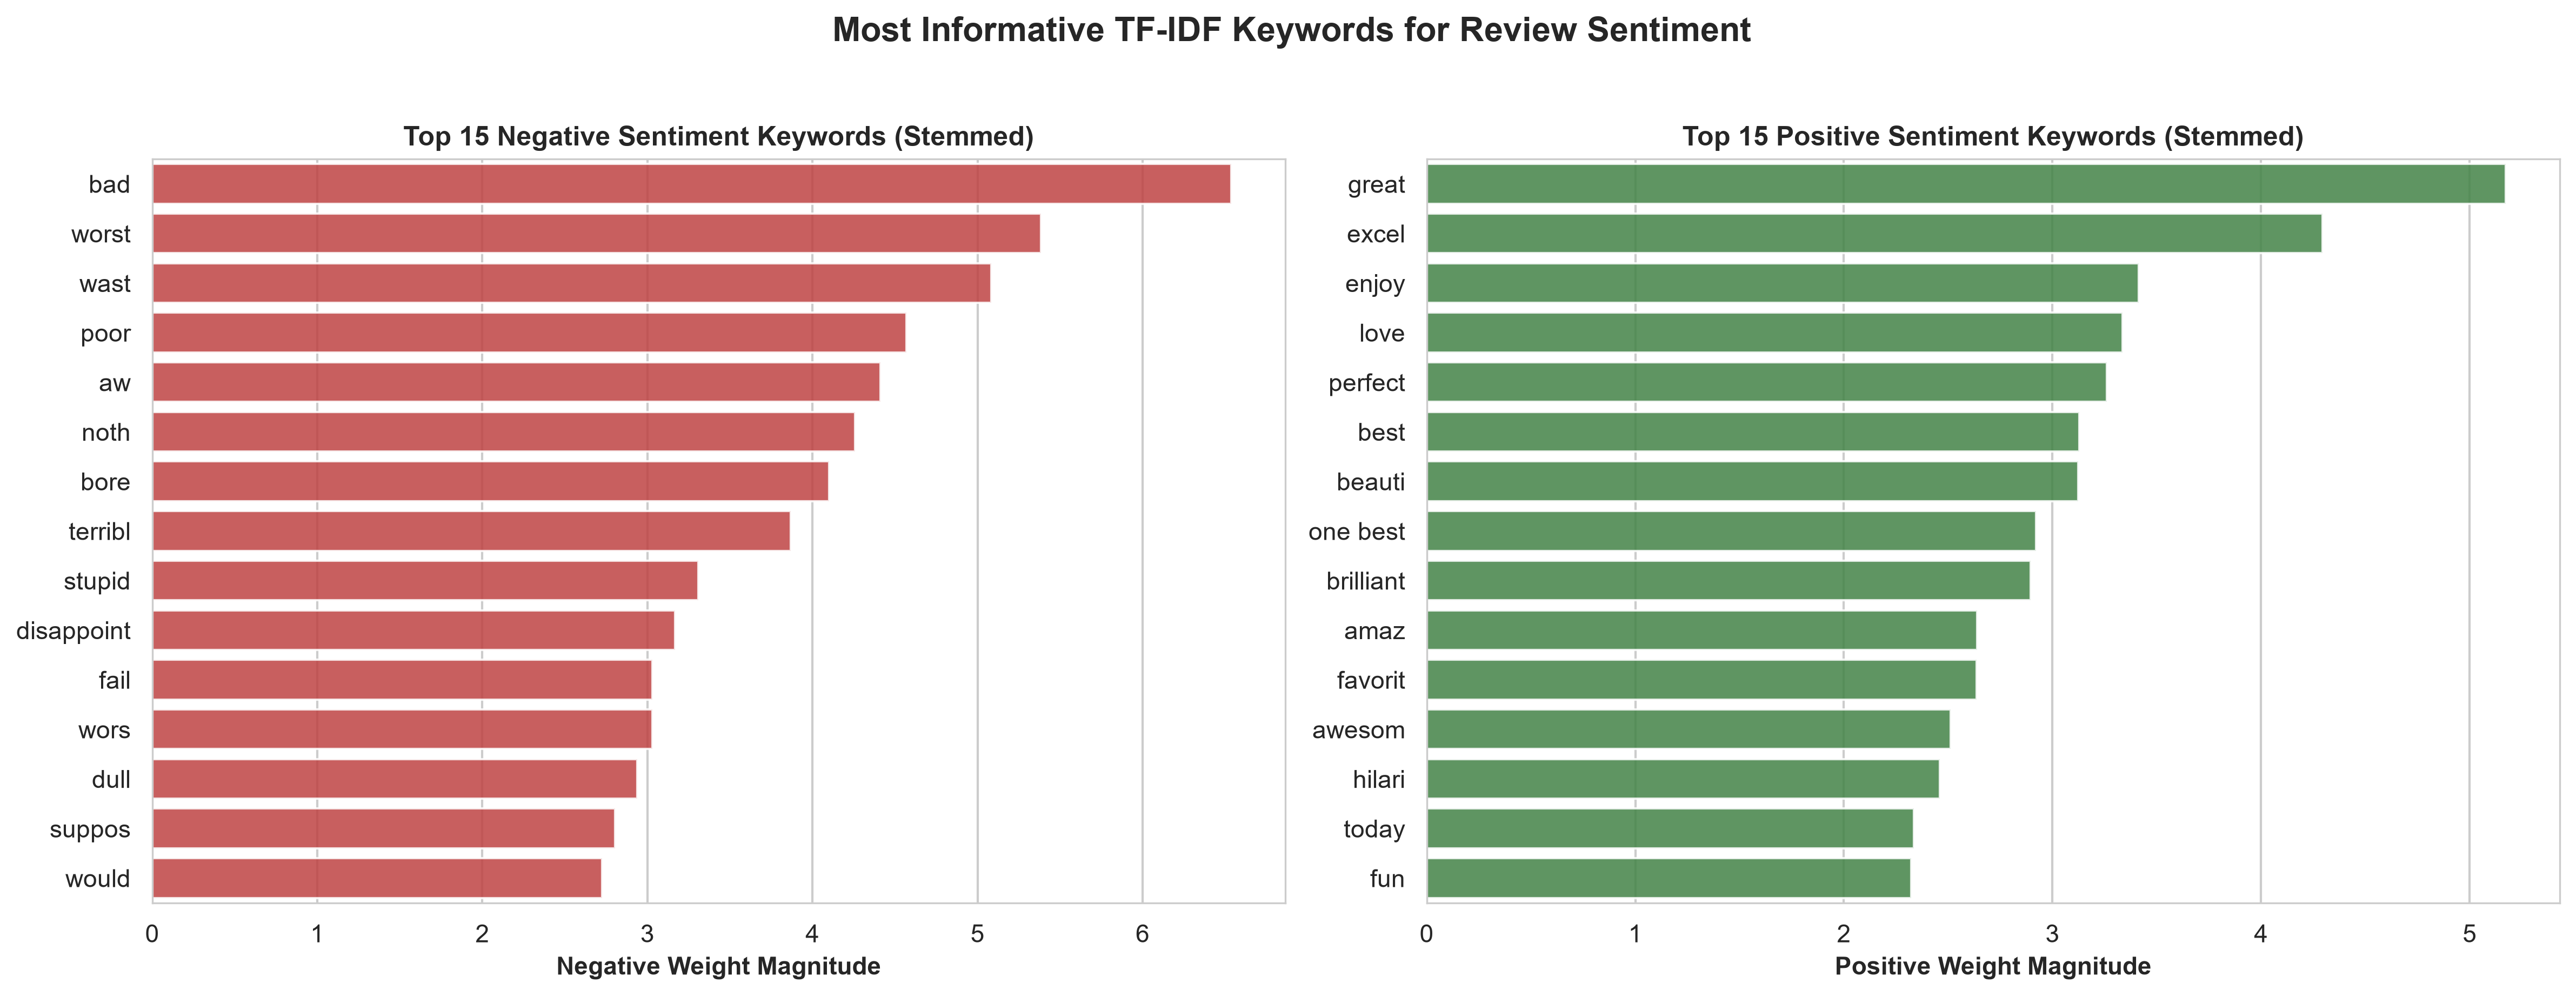 Most Informative TF-IDF Keywords for Review Sentiment
Top 15 Negative Sentiment Keywords (Stemmed)
bad
worst
wast
poor
aw
noth
bore
terribl
stupid
disappoint
fail
wors
dull
suppos
would
0 1 2 3 4 5 6
Negative Weight Magnitude
Top 15 Positive Sentiment Keywords (Stemmed)
great
excel
enjoy
love
perfect
best
beauti
one best
brilliant
amaz
favorit
awesom
hilari
today
fun
0 1 2 3 4 5
Positive Weight Magnitude